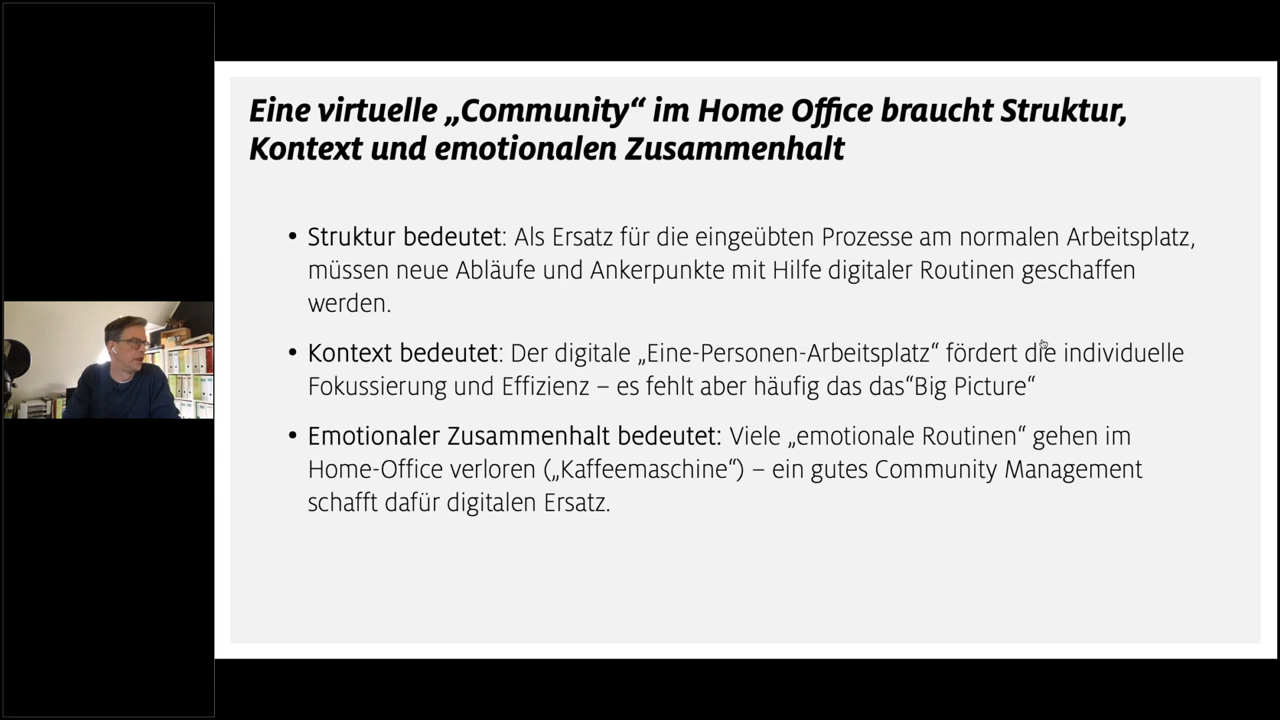 Eine virtuelle „Community“ im Home Office braucht Struktur,
Kontext und emotionalen Zusammenhalt
• Struktur bedeutet: Als Ersatz für die eingeübten Prozesse am normalen Arbeitsplatz,
müssen neue Abläufe und Ankerpunkte mit Hilfe digitaler Routinen geschaffen
werden.
• Kontext bedeutet: Der digitale „Eine-Personen-Arbeitsplatz“ fördert die individuelle
Fokussierung und Effizienz – es fehlt aber häufig das das“Big Picture“
• Emotionaler Zusammenhalt bedeutet: Viele „emotionale Routinen“ gehen im
Home-Office verloren („Kaffeemaschine“) – ein gutes Community Management
schafft dafür digitalen Ersatz.